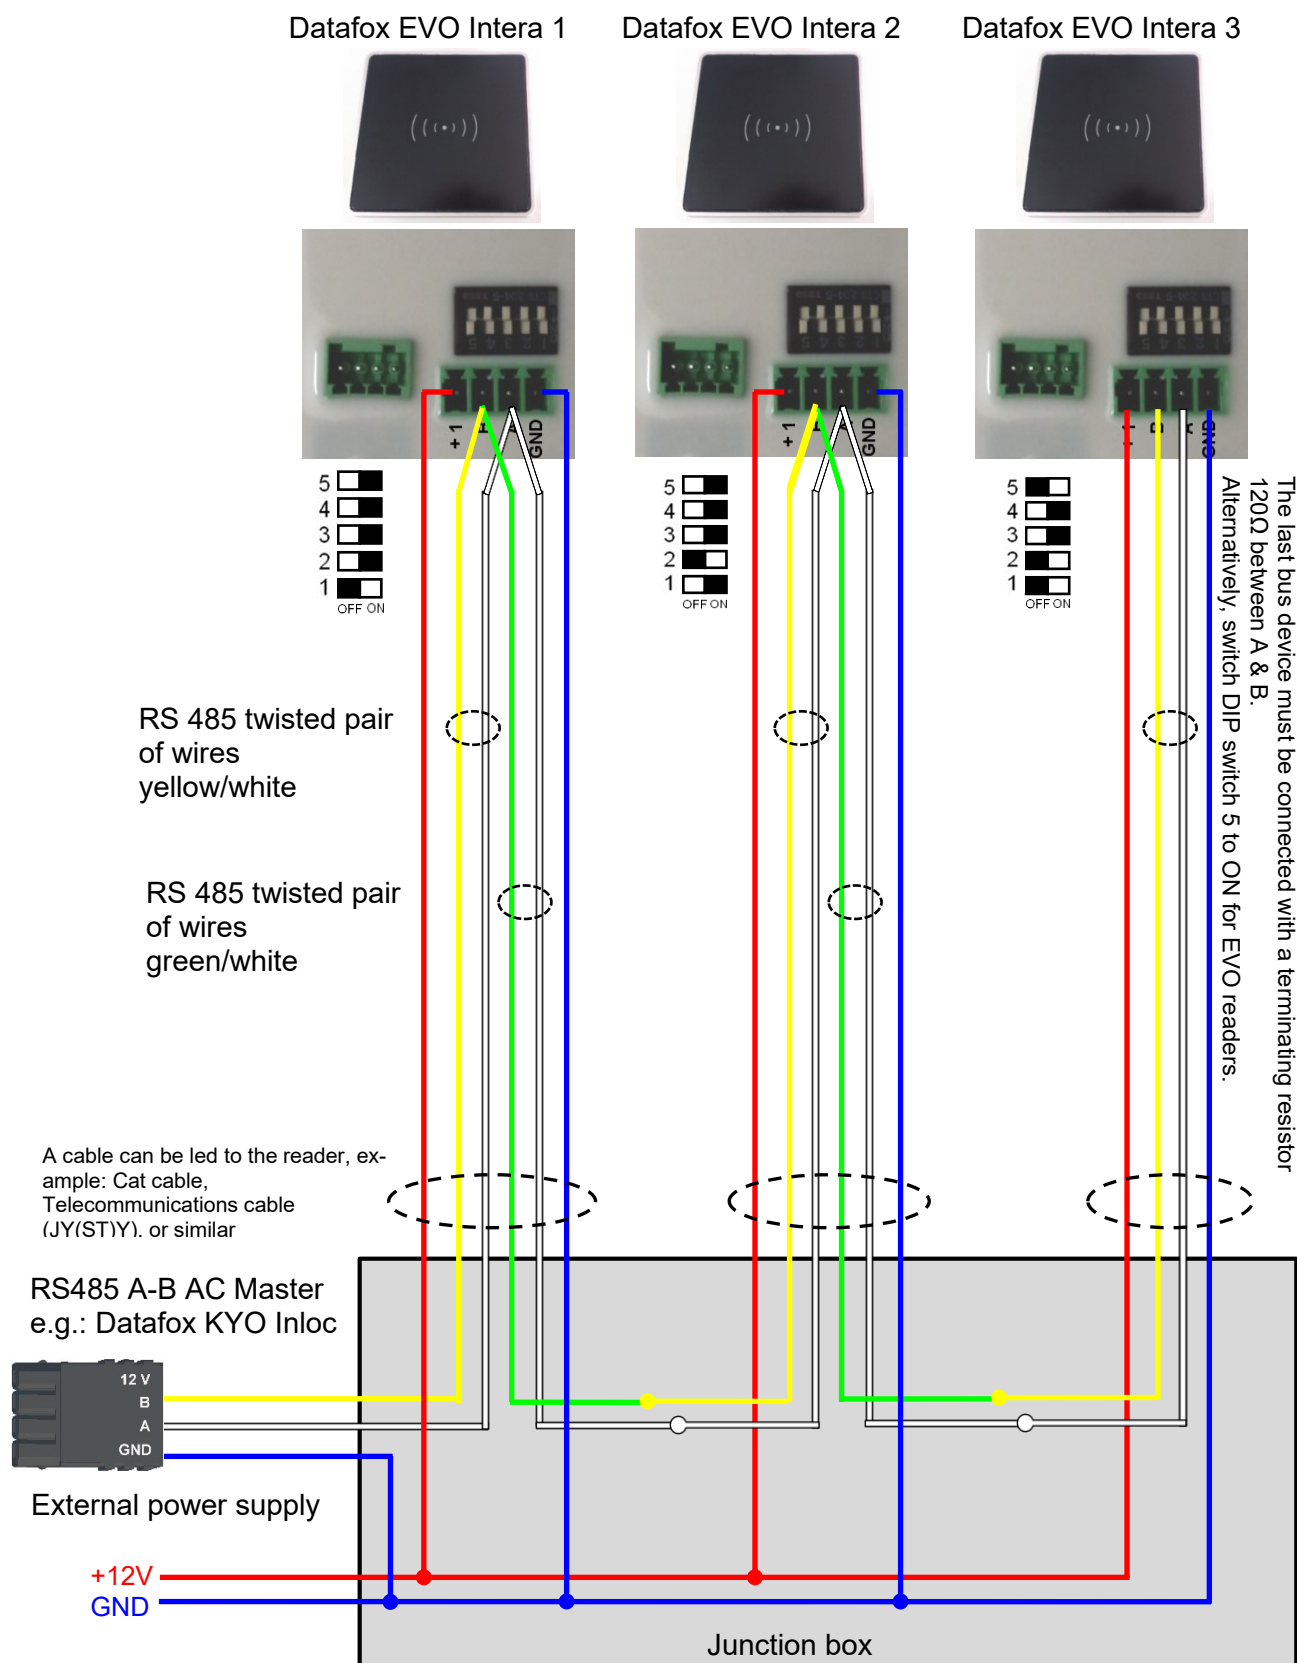 Datafox EVO Intera 1
Datafox EVO Intera 2
Datafox EVO Intera 3
+ 1
GND
+ 1
GND
GND
5
4
3
2
1
OFF ON
5
4
3
2
1
OFF ON
5
4
3
2
1
OFF ON
The last bus device must be connected with a terminating resistor
120Ω between A & B.
Alternatively, switch DIP switch 5 to ON for EVO readers.
RS 485 twisted pair
of wires
yellow/white
RS 485 twisted pair
of wires
green/white
A cable can be led to the reader, ex-
ample: Cat cable,
Telecommunications cable
(JY(ST)Y). or similar
RS485 A-B AC Master
e.g.: Datafox KYO Inloc
12 V
B
A
GND
External power supply
+12V
GND
Junction box